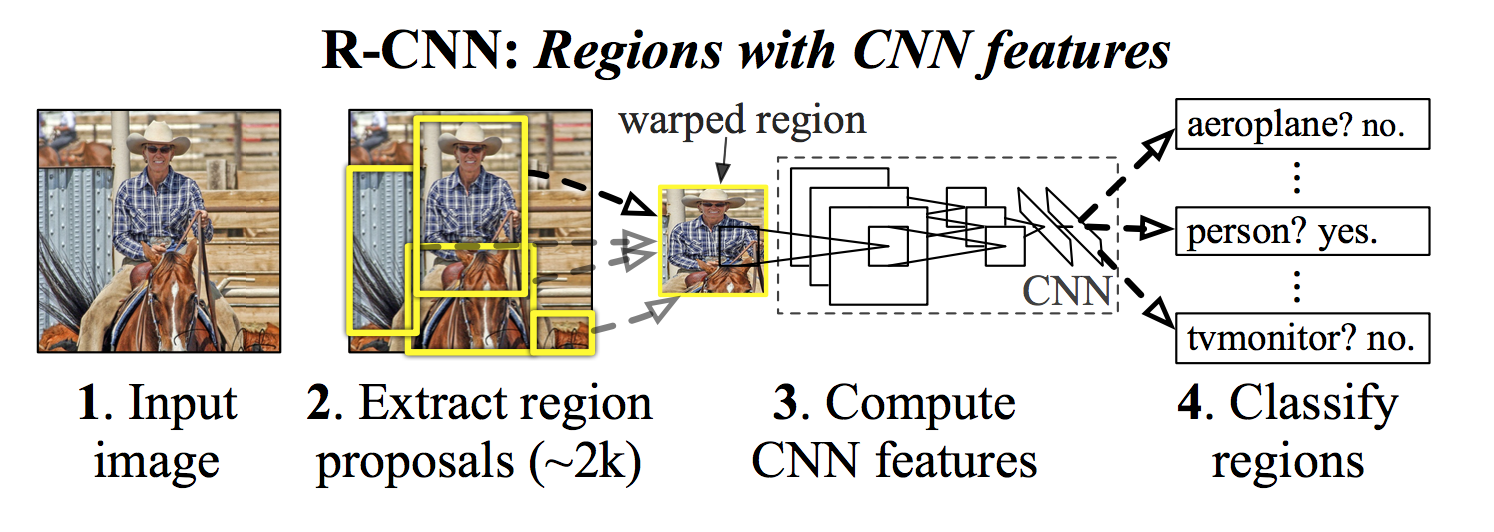 R-CNN: Regions with CNN features
warped region
aeroplane? no.
⋮
person? yes.
⋮
tvmonitor? no.
CNN
1. Input
image
2. Extract region
proposals (~2k)
3. Compute
CNN features
4. Classify
regions